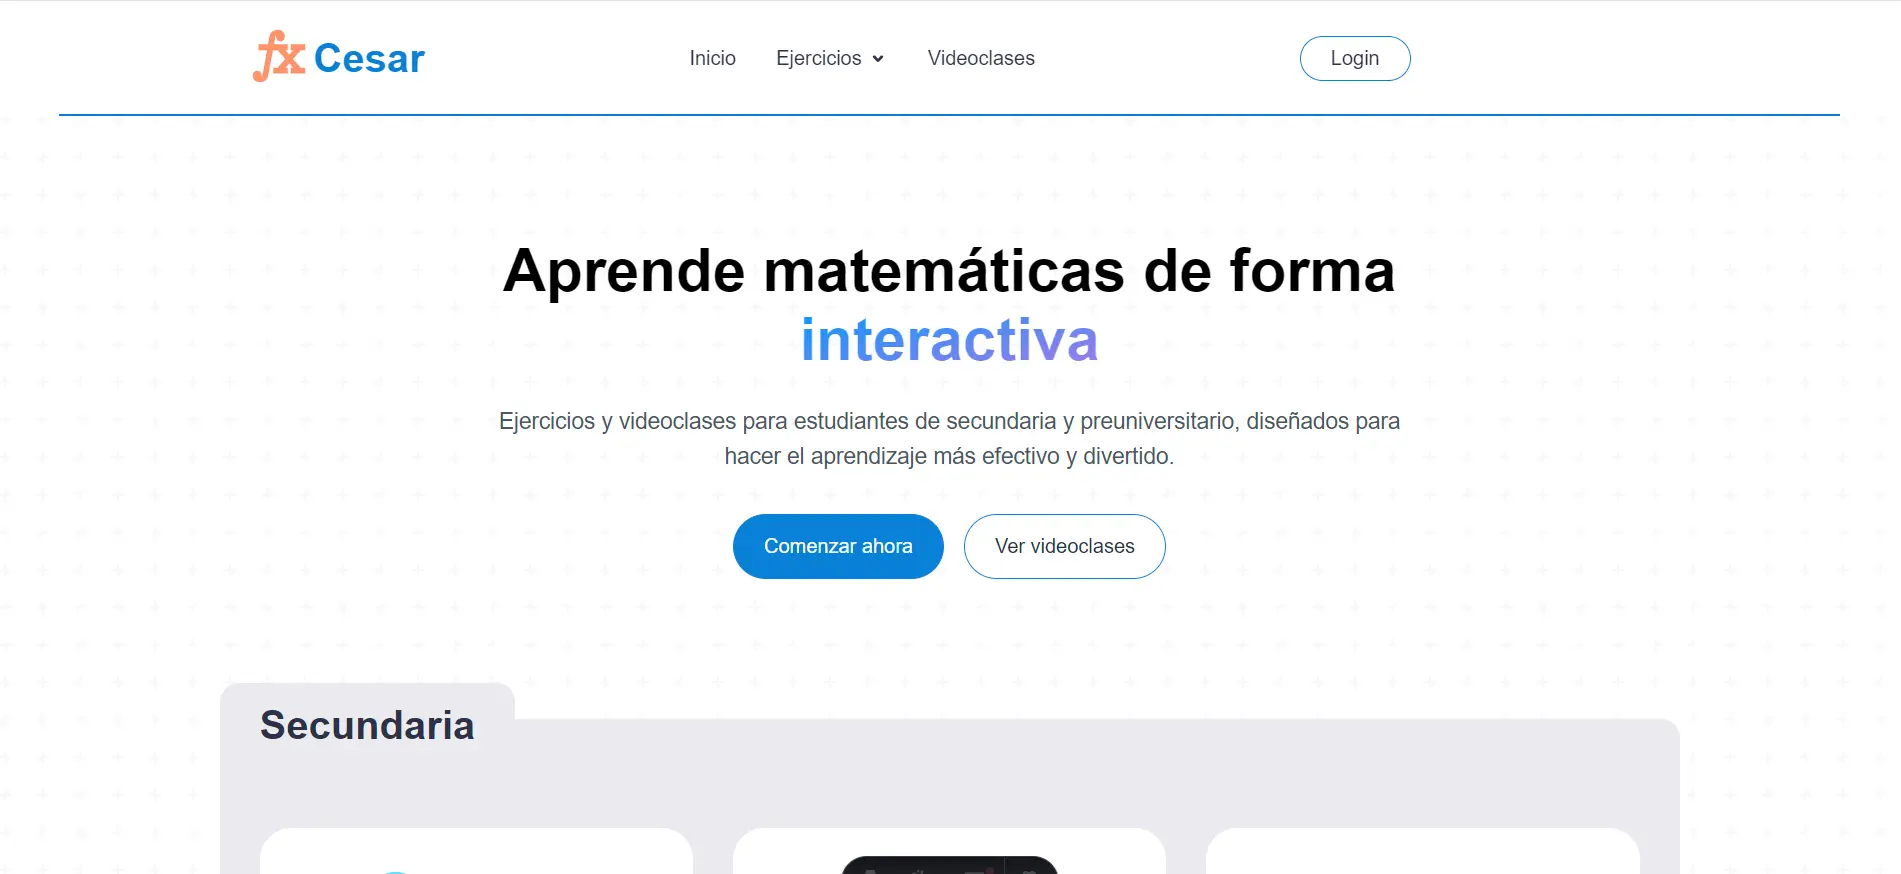 fx Cesar
Inicio
Ejercicios
Videoclases
Login
Aprende matemáticas de forma
interactiva
Ejercicios y videoclases para estudiantes de secundaria y preuniversitario, diseñados para
hacer el aprendizaje más efectivo y divertido.
Comenzar ahora
Ver videoclases
Secundaria